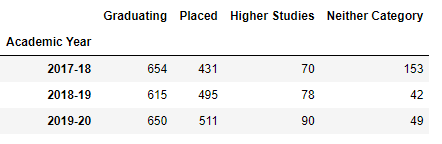 Graduating Placed Higher Studies Neither Category
Academic Year
2017-18 654 431 70 153
2018-19 615 495 78 42
2019-20 650 511 90 49